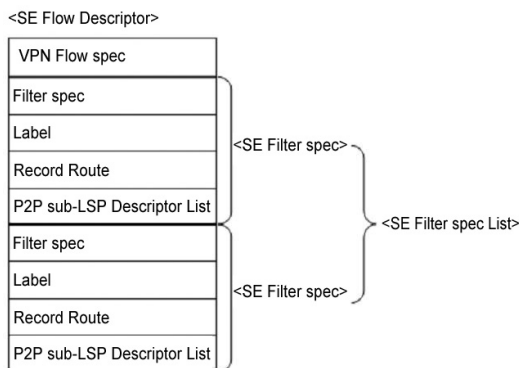 <SE Flow Descriptor>
VPN Flow spec
Filter spec
Label
Record Route
P2P sub-LSP Descriptor List
<SE Filter spec>
<SE Filter spec List>
Filter spec
Label
Record Route
P2P sub-LSP Descriptor List
<SE Filter spec>